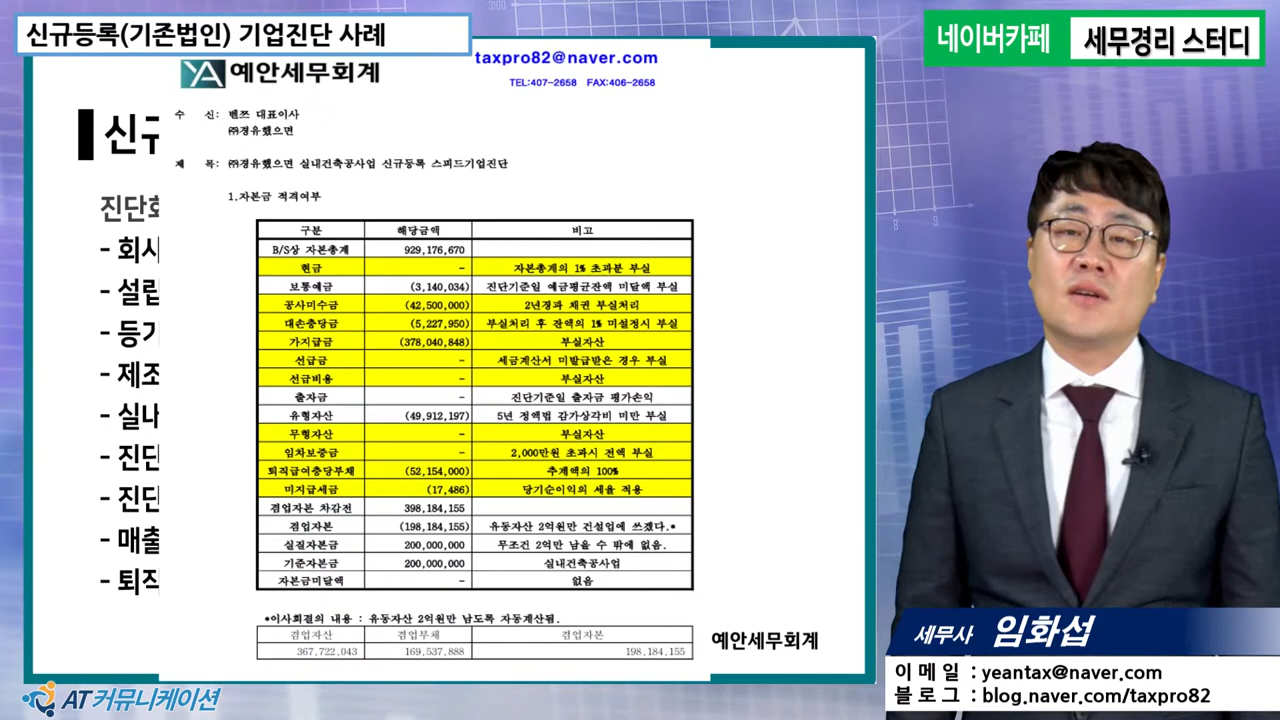 신규등록(기존법인) 기업진단 사례
네이버카페 세무경리 스터디
taxpro82@naver.com
YA 예안세무회계
TEL:407-2658 FAX:406-2658
수 신: 벤쯔 대표이사
㈜경유했으면
제 목: ㈜경유했으면 실내건축공사업 신규등록 스피드기업진단
1.자본금 적격여부
구분 해당금액 비고
B/S상 자본총계 929,176,670
현금 - 자본총계의 1% 초과분 부실
보통예금 (3,140,034) 진단기준일 예금평균잔액 미달액 부실
공사미수금 (42,500,000) 2년경과 채권 부실처리
대손충당금 (5,227,950) 부실처리 후 잔액의 1% 미설정시 부실
가지급금 (378,040,848) 부실자산
선급금 - 세금계산서 미발급받은 경우 부실
선급비용 - 부실자산
출자금 - 진단기준일 출자금 평가손익
유형자산 (49,912,197) 5년 정액법 감가상각비 미만 부실
무형자산 - 부실자산
임차보증금 - 2,000만원 초과시 전액 부실
퇴직급여충당부채 (52,154,000) 추계액의 100%
미지급세금 (17,486) 당기순이익의 세율 적용
겸업자본 차감전 398,184,155
겸업자본 (198,184,155) 유동자산 2억원만 건설업에 쓰겠다.*
실질자본금 200,000,000 무조건 2억만 남을 수 밖에 없음.
기준자본금 200,000,000 실내건축공사업
자본금미달액 - 없음
*이사회결의 내용 : 유동자산 2억원만 남도록 자동계산됨.
겸업자산 겸업부채 겸업자본
367,722,043 169,537,888 198,184,155
예안세무회계
신규
진단회
- 회사
- 설립
- 등기
- 제조
- 실내
- 진단
- 진단
- 매출
- 퇴직
8 9
300
세무사 임화섭
이 메 일 : yeantax@naver.com
블 로 그 : blog.naver.com/taxpro82
AT커뮤니케이션